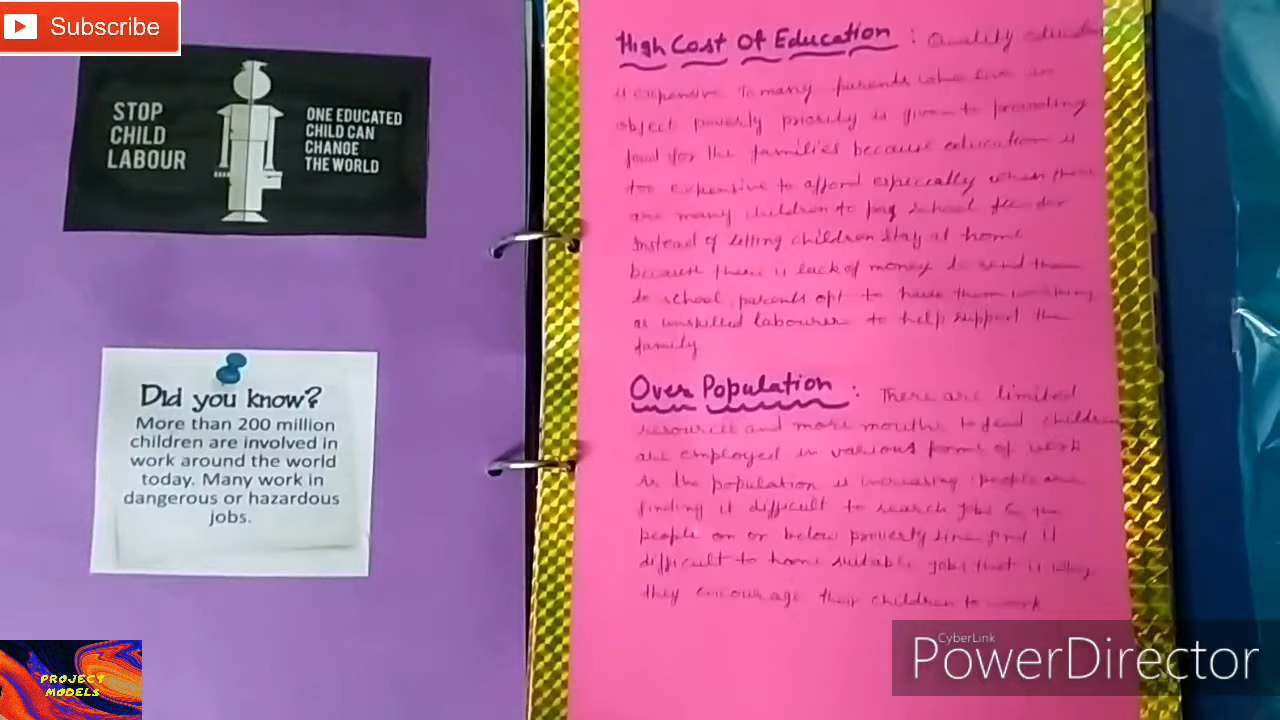 Subscribe
STOP
CHILD
LABOUR
ONE EDUCATED
CHILD CAN
CHANGE
THE WORLD
Did you know?
More than 200 million
children are involved in
work around the world
today. Many work in
dangerous or hazardous
jobs.
High Cost Of Education : Quality
is expensive to many parents who live in
object poverty priority is given to providing
food for the families because education is
too expensive to afford especially when there
are many children to pay school fee for
Instead of letting children stay at home
because there is lack of money to send them
to school parents opt to have them working
as unskilled labourer to help support the
family
Over Population : There are limited
resources and more mouths to feed children
are employed in various forms of work
As the population is increasing people are
finding it difficult to search jobs & the
people on or below proverty line find it
difficult to suitable jobs that is why
they encourage their children to work
PROJECT
MODELS
CyberLink
PowerDirector